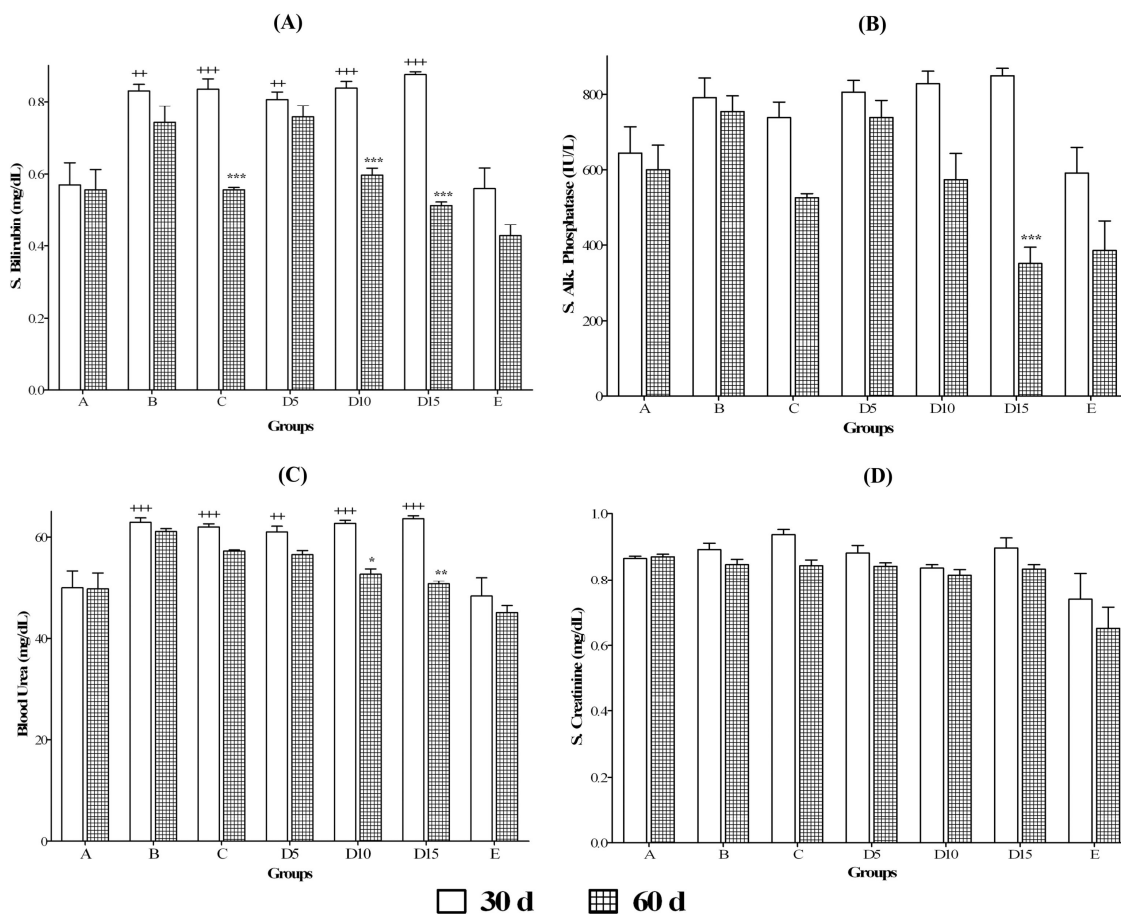 (A)
S. Bilirubin (mg/dL)
0.8
0.6
0.4
0.2
0.0
++
+++
++
+++
+++
***
***
***
A B C D5 D10 D15 E
Groups
(B)
S. Alk. Phosphatase (IU/L)
800
600
400
200
0
***
A B C D5 D10 D15 E
Groups
(C)
Blood Urea (mg/dL)
60
40
20
0
+++
+++
++
+++
+++
*
**
A B C D5 D10 D15 E
(D)
S. Creatinine (mg/dL)
1.0
0.8
0.6
0.4
0.2
0.0
A B C D5 D10 D15 E
Groups
30 d 60 d